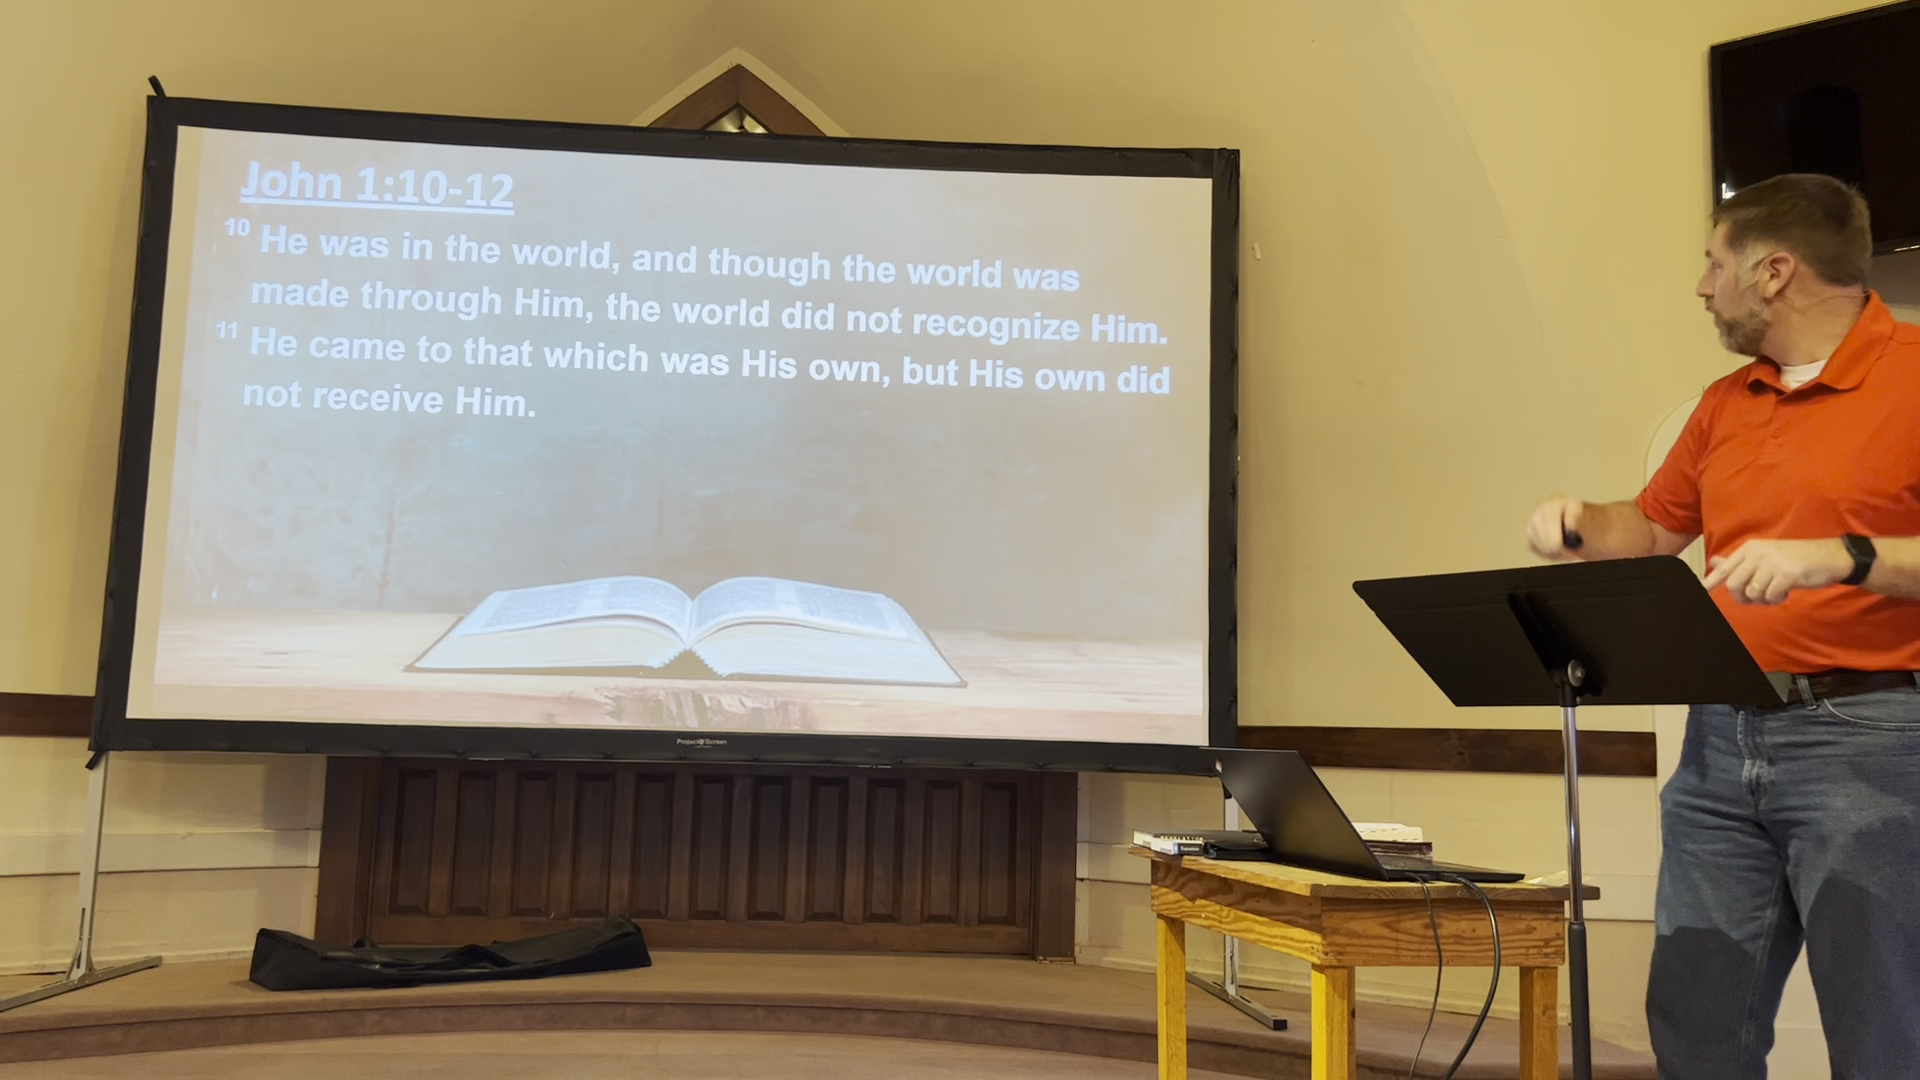 John 1:10-12
10 He was in the world, and though the world was
made through Him, the world did not recognize Him.
11 He came to that which was His own, but His own did
not receive Him.
Project Screen